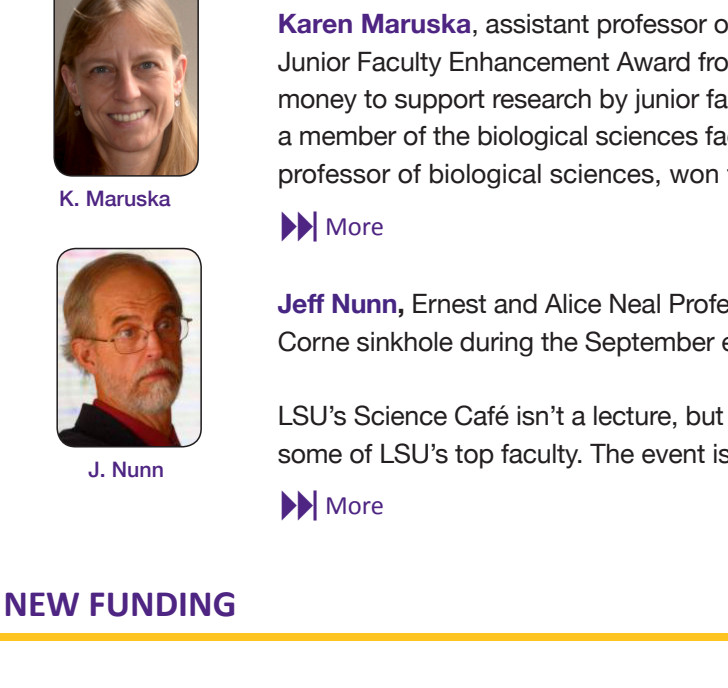 Karen Maruska, assistant professor o
Junior Faculty Enhancement Award fro
money to support research by junior fa
a member of the biological sciences fac
professor of biological sciences, won
K. Maruska
More
Jeff Nunn, Ernest and Alice Neal Profe
Corne sinkhole during the September e
LSU's Science Café isn't a lecture, but
some of LSU's top faculty. The event is
J. Nunn
More
NEW FUNDING